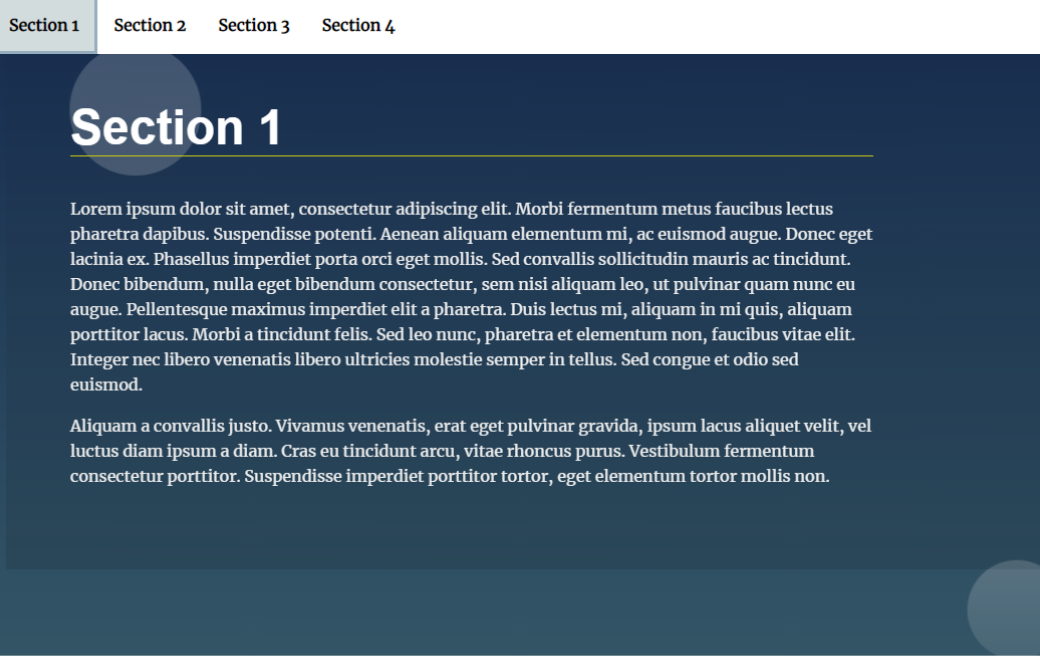 Section 1
Section 2
Section 3
Section 4
Section 1
Lorem ipsum dolor sit amet, consectetur adipiscing elit. Morbi fermentum metus faucibus lectus
pharetra dapibus. Suspendisse potenti. Aenean aliquam elementum mi, ac euismod augue. Donec eget
lacinia ex. Phasellus imperdiet porta orci eget mollis. Sed convallis sollicitudin mauris ac tincidunt.
Donec bibendum, nulla eget bibendum consectetur, sem nisi aliquam leo, ut pulvinar quam nunc eu
augue. Pellentesque maximus imperdiet elit a pharetra. Duis lectus mi, aliquam in mi quis, aliquam
porttitor lacus. Morbi a tincidunt felis. Sed leo nunc, pharetra et elementum non, faucibus vitae elit.
Integer nec libero venenatis libero ultricies molestie semper in tellus. Sed congue et odio sed
euismod.
Aliquam a convallis justo. Vivamus venenatis, erat eget pulvinar gravida, ipsum lacus aliquet velit, vel
luctus diam ipsum a diam. Cras eu tincidunt arcu, vitae rhoncus purus. Vestibulum fermentum
consectetur porttitor. Suspendisse imperdiet porttitor tortor, eget elementum tortor mollis non.